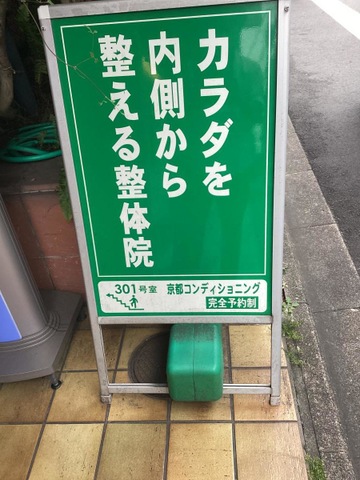 カラダを
内側から
整える整体院
301号室 京都コンディショニング
完全予約制